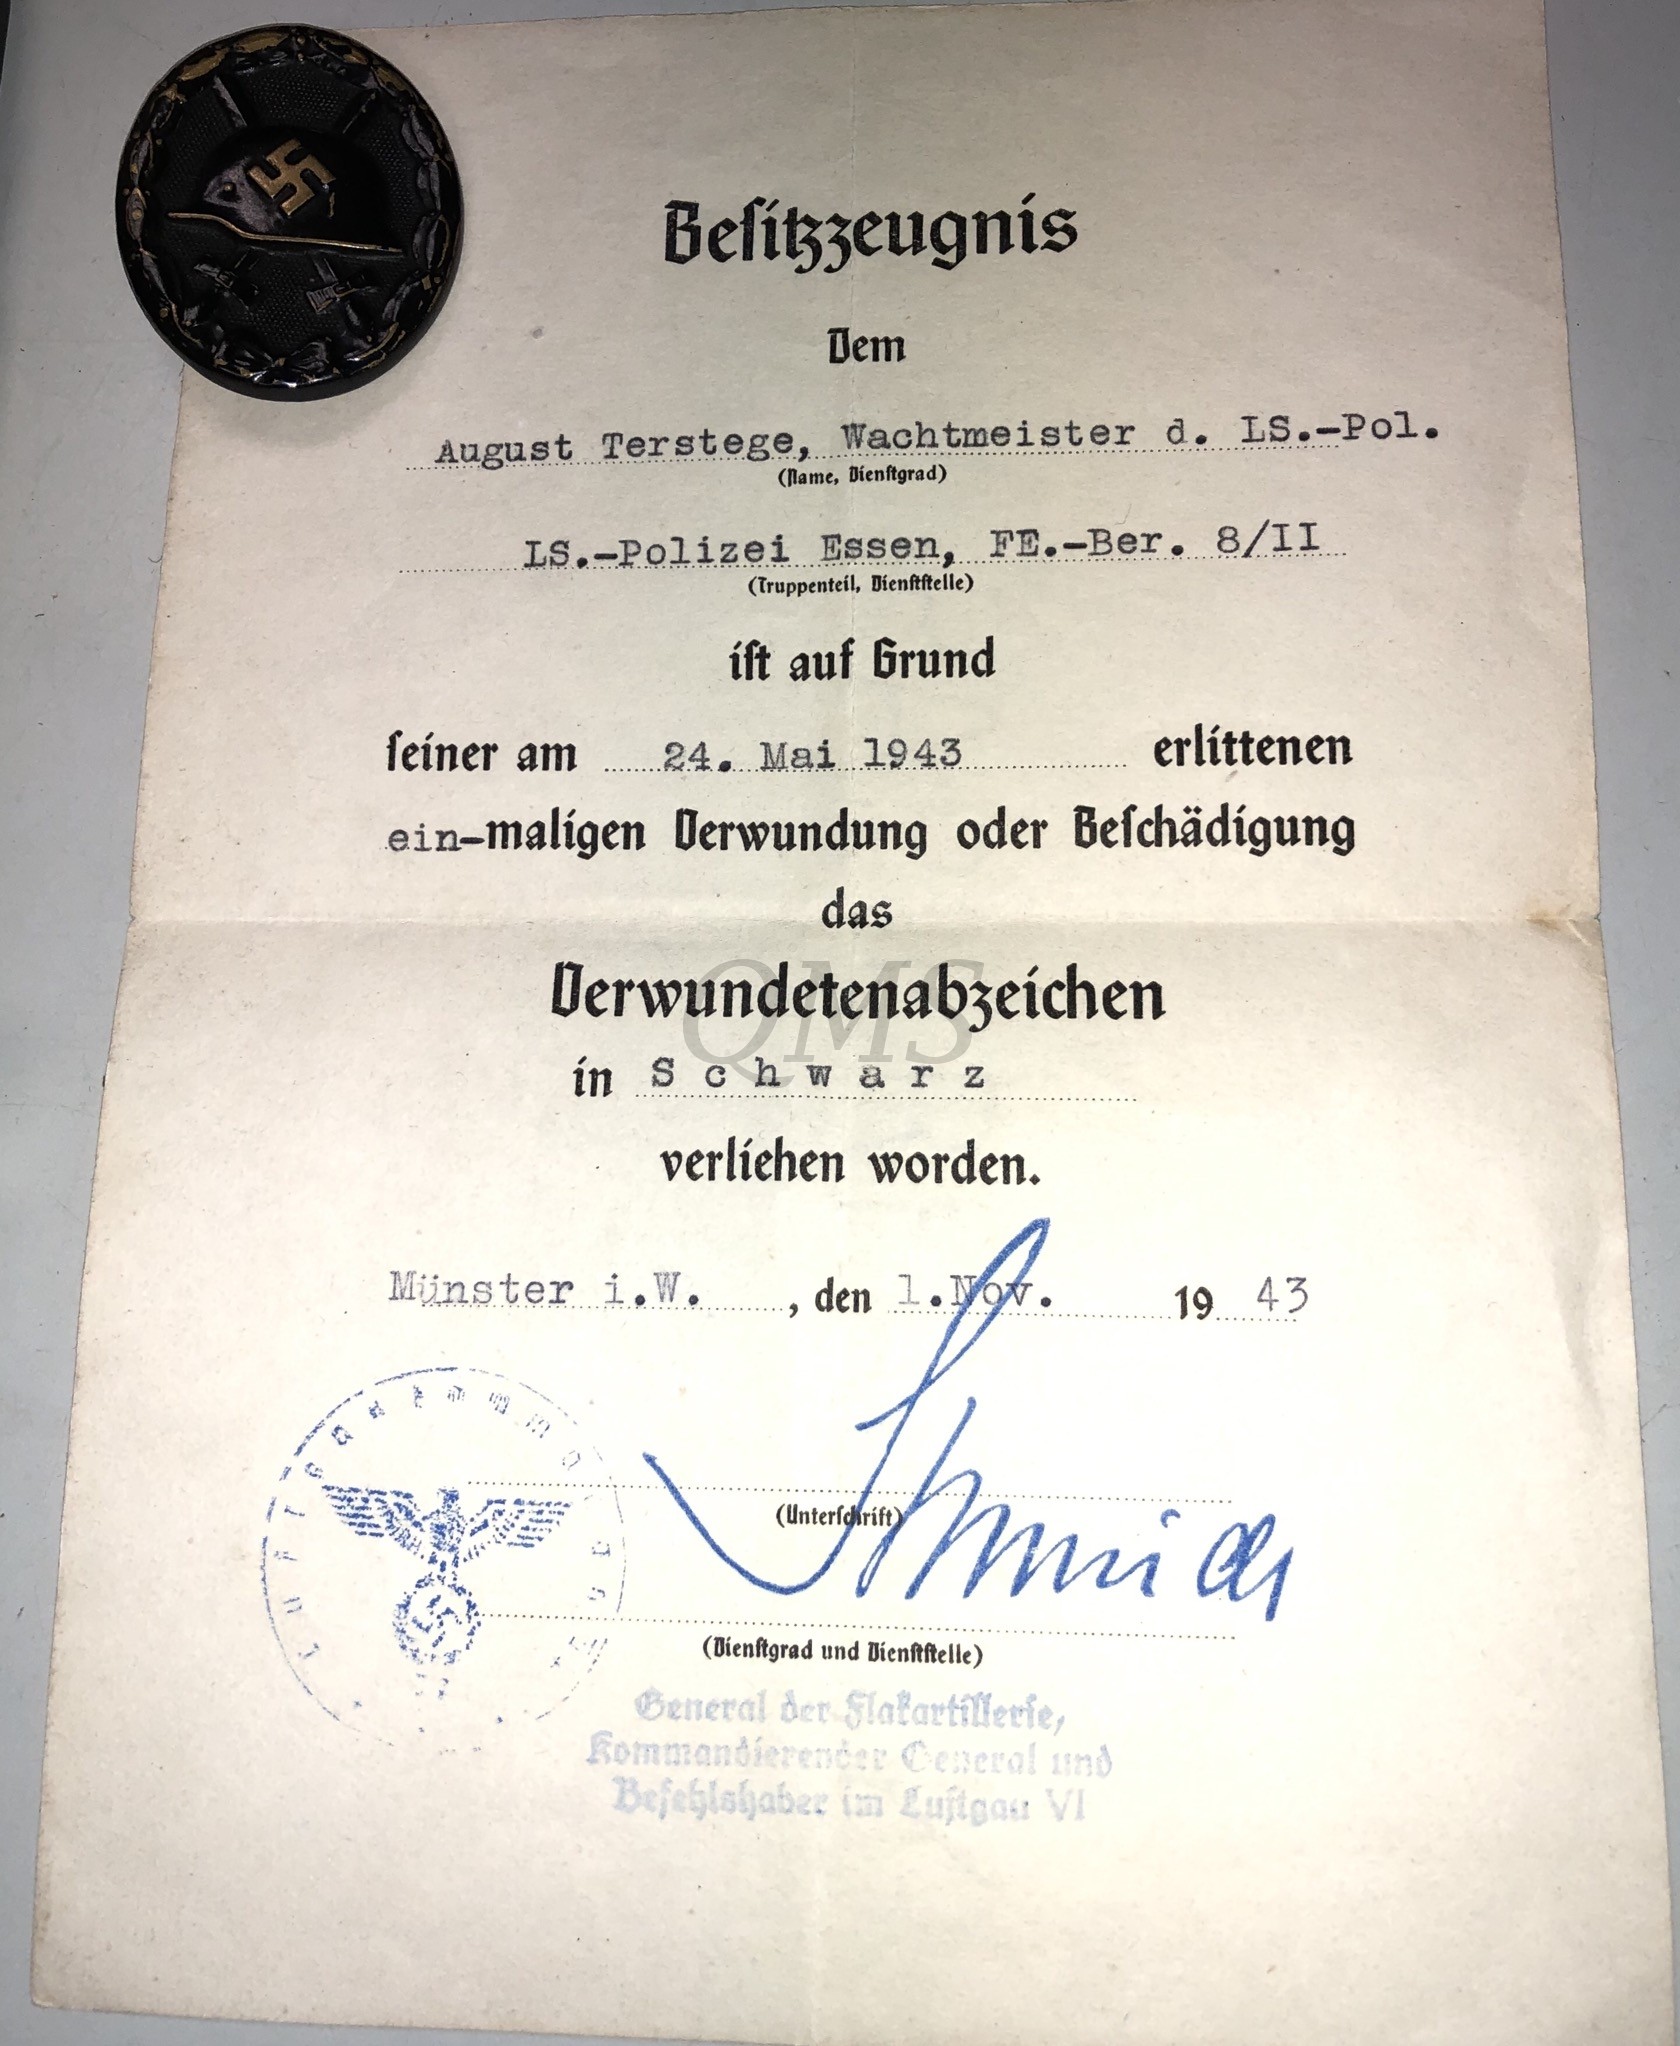 Besitzzeugnis
Dem
August Terstege, Wachtmeister d. LS.-Pol.
(Name, Dienstgrad)
LS.-Polizei Essen, FE.-Ber. 8/II
(Truppenteil, Dienststelle)
ist auf Grund
seiner am 24. Mai 1943 erlittenen
ein-maligen Verwundung oder Beschädigung
das
Verwundetenabzeichen
QMS
in Schwarz
verliehen worden.
Münster i.W. , den 1.Nov. 19 43
(Unterschrift)
(Dienstgrad und Dienststelle)
General der Flakartillerie,
Kommandierender General und
Befehlshaber im Luftgau VI